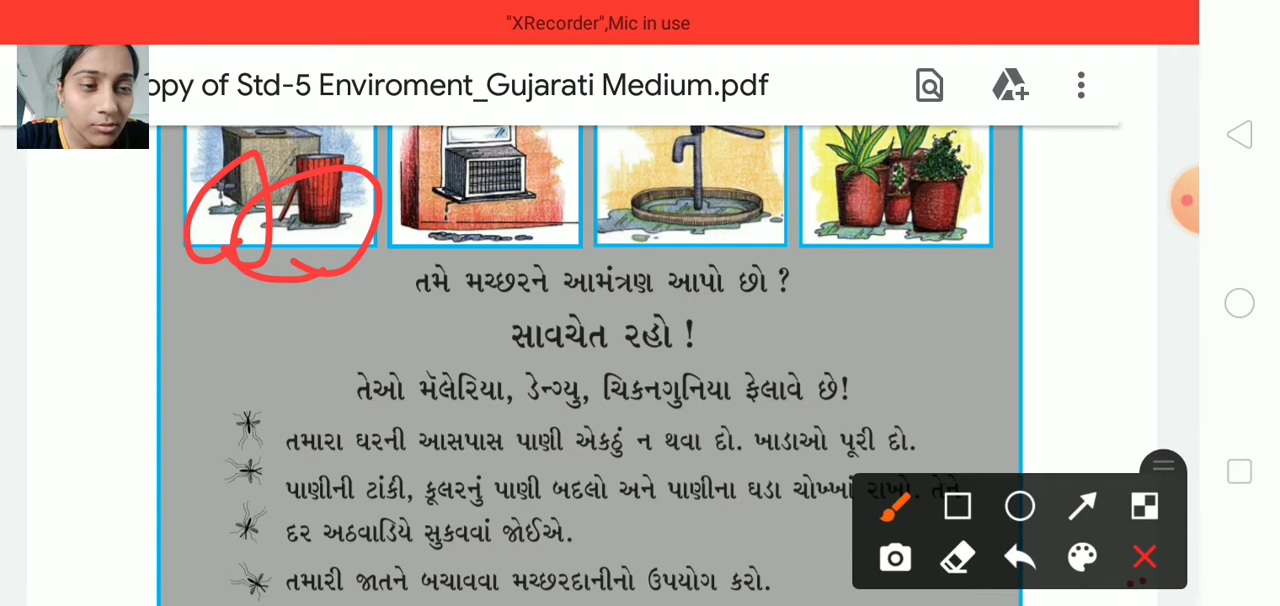 "XRecorder",Mic in use
opy of Std-5 Enviroment_Gujarati Medium.pdf
તમે મચ્છરને આમંત્રણ આપો છો ?
સાવચેત રહો !
તેઓ મૅલેરિયા, ડેન્ગ્યુ, ચિકનગુનિયા ફેલાવે છે!
તમારા ઘરની આસપાસ પાણી એકઠું ન થવા દો. ખાડાઓ પૂરી દો.
પાણીની ટાંકી, કૂલરનું પાણી બદલો અને પાણીના ઘડા ચોખ્ખાં રાખો. તેને
દર અઠવાડિયે સુકવવાં જોઈએ.
તમારી જાતને બચાવવા મચ્છરદાનીનો ઉપયોગ કરો.